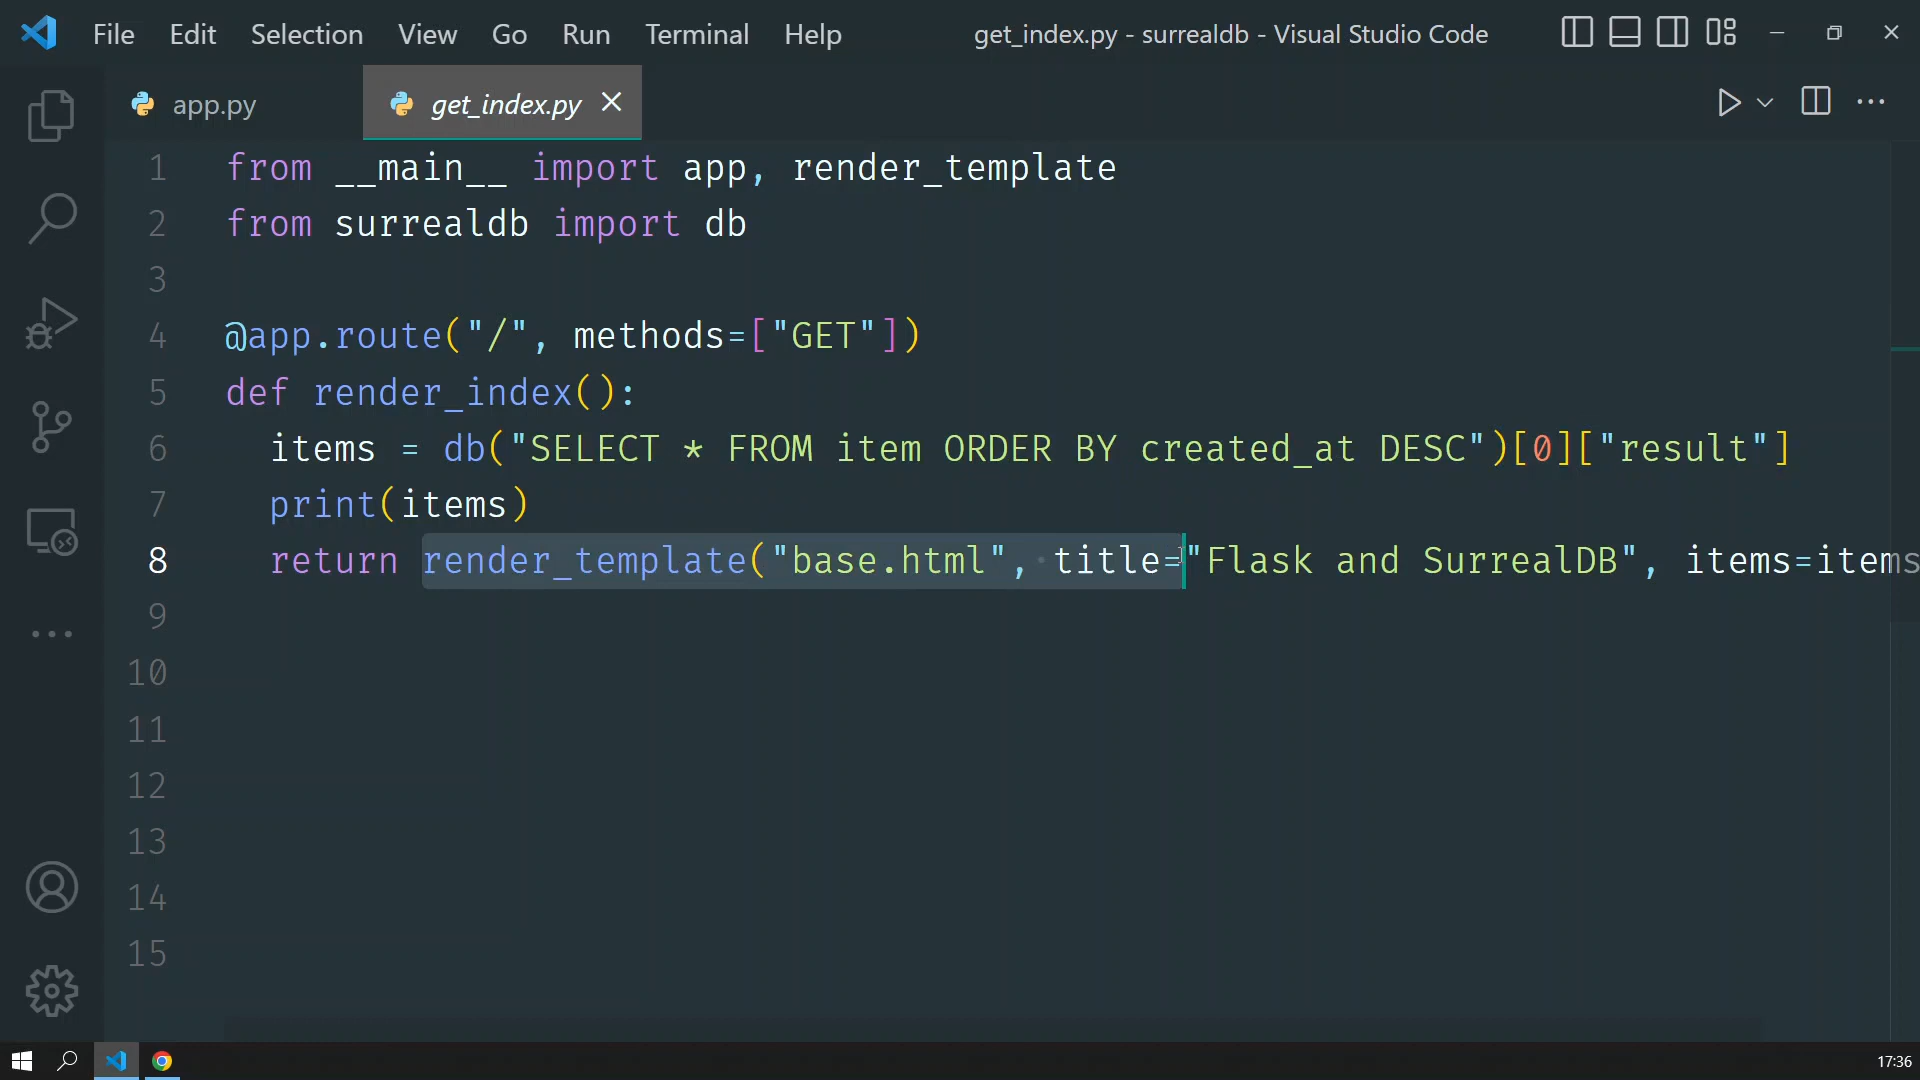 File Edit Selection View Go Run Terminal Help get_index.py - surrealdb - Visual Studio Code
app.py get_index.py
1 from __main__ import app, render_template
2 from surrealdb import db
3
4 @app.route("/", methods=["GET"])
5 def render_index():
6 items = db("SELECT * FROM item ORDER BY created_at DESC")[0]["result"]
7 print(items)
8 return render_template("base.html", title="Flask and SurrealDB", items=items
9
10
11
12
13
14
15
17:36